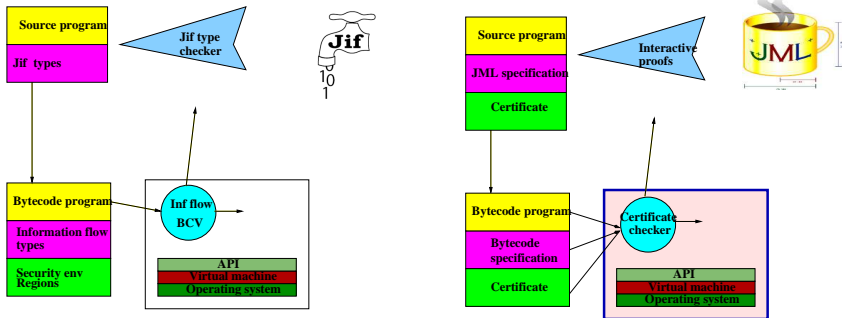 Source program
Jif types
Jif type
checker
Jif
10
0
1
Bytecode program
Information flow
types
Security env
Regions
Inf flow
BCV
API
Virtual machine
Operating system
Source program
JML specification
Certificate
Interactive
proofs
JML
Bytecode program
Bytecode
specification
Certificate
Certificate
checker
API
Virtual machine
Operating system